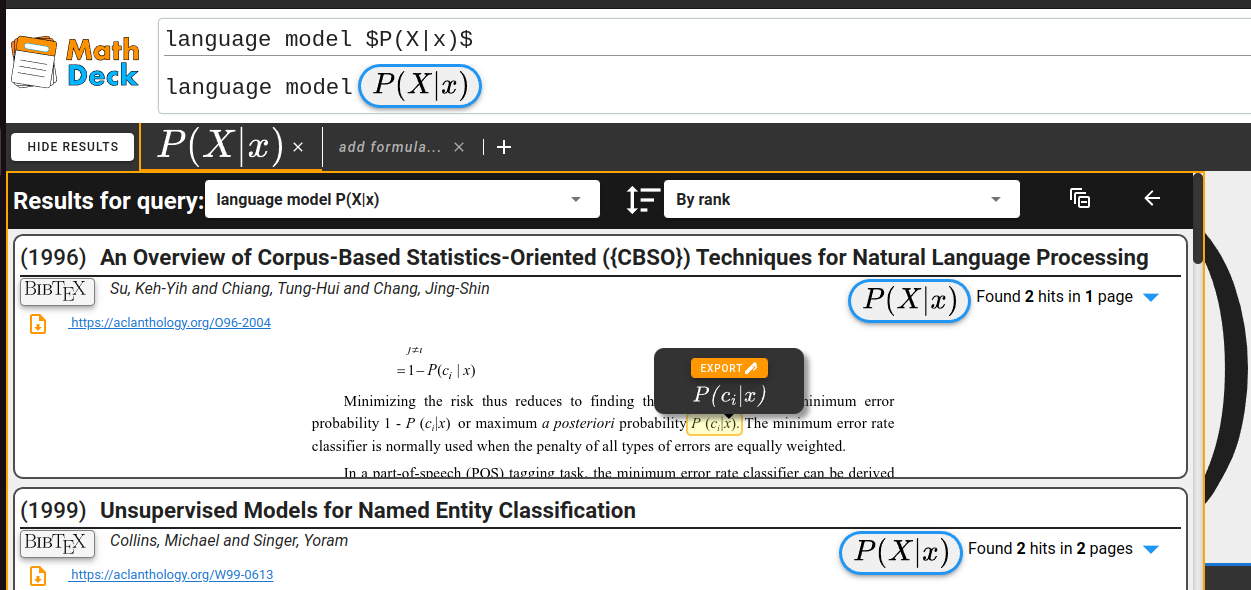 Math
Deck
language model $P(X|x)$
language model P(X|x)
HIDE RESULTS P(X|x) × add formula... × | +
Results for query: language model P(X|x) By rank
(1996) An Overview of Corpus-Based Statistics-Oriented ({CBSO}) Techniques for Natural Language Processing
BIBTEX Su, Keh-Yih and Chiang, Tung-Hui and Chang, Jing-Shin
P(X|x) Found 2 hits in 1 page
https://aclanthology.org/O96-2004
j≠i
= 1 – P(c_i | x)
EXPORT
P(c_i|x)
Minimizing the risk thus reduces to finding th minimum error
probability 1 - P (c_i|x) or maximum a posteriori probability P (c_i|x). The minimum error rate
classifier is normally used when the penalty of all types of errors are equally weighted.
In a part-of-speech (POS) tagging task, the minimum error rate classifier can be derived
(1999) Unsupervised Models for Named Entity Classification
BIBTEX Collins, Michael and Singer, Yoram
P(X|x) Found 2 hits in 2 pages
https://aclanthology.org/W99-0613